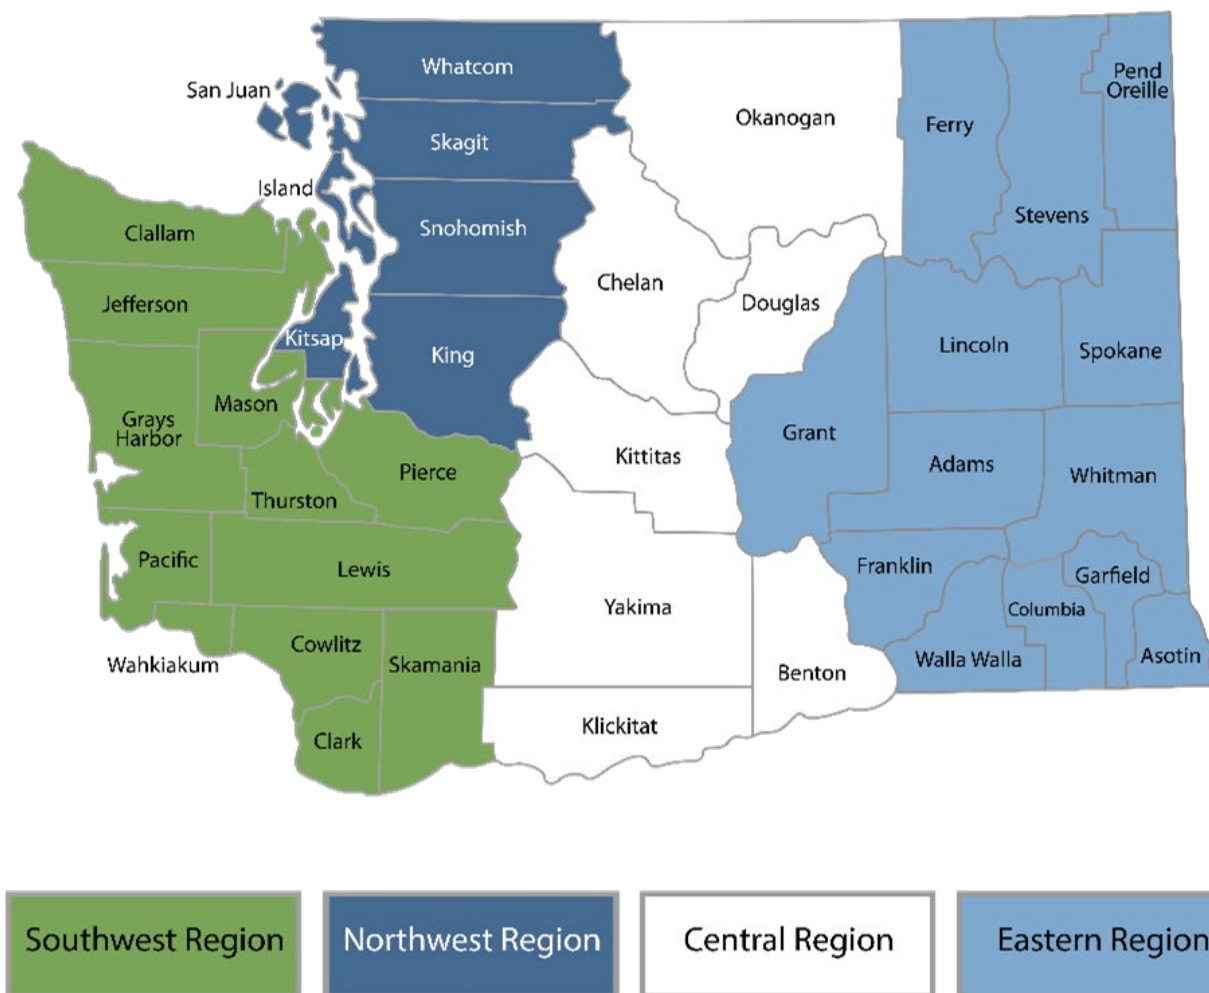 Whatcom
San Juan
Skagit
Island
Snohomish
Clallam
Jefferson
Kitsap
King
Mason
Grays
Harbor
Pierce
Thurston
Pacific
Lewis
Wahkiakum
Cowlitz
Skamania
Clark
Okanogan
Chelan
Douglas
Kittitas
Yakima
Benton
Klickitat
Ferry
Pend
Oreille
Stevens
Lincoln
Spokane
Grant
Adams
Whitman
Franklin
Garfield
Columbia
Walla Walla
Asotin
Southwest Region
Northwest Region
Central Region
Eastern Region